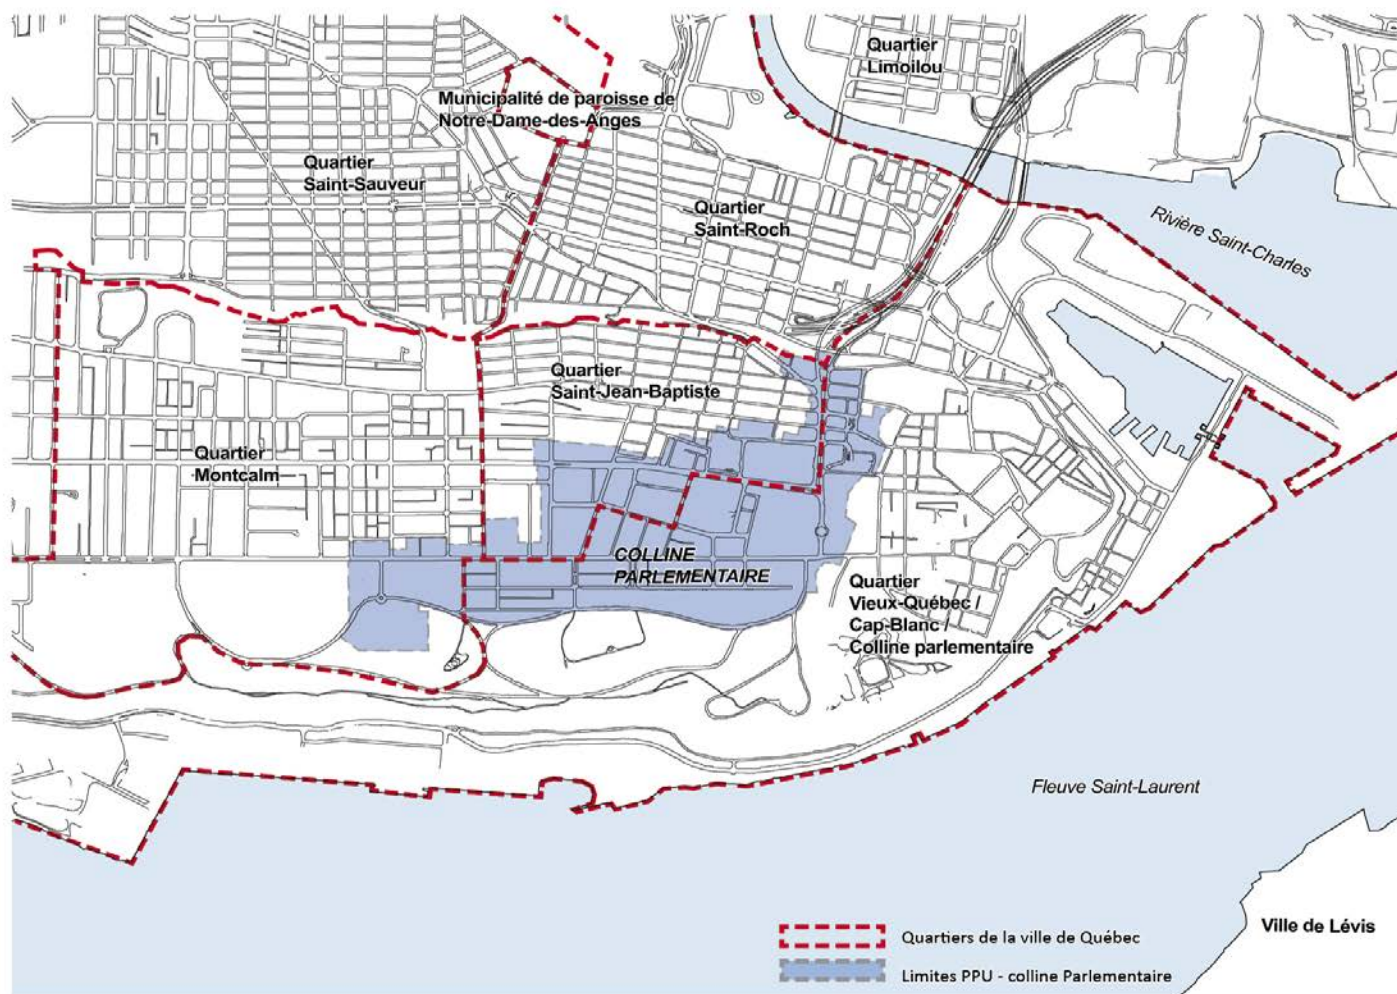 Quartier
Limoilou
Municipalité de paroisse de
Notre-Dame-des-Anges
Quartier
Saint-Sauveur
Quartier
Saint-Roch
Rivière Saint-Charles
Quartier
Saint-Jean-Baptiste
Quartier
Montcalm
COLLINE
PARLEMENTAIRE
Quartier
Vieux-Québec /
Cap-Blanc /
Colline parlementaire
Fleuve Saint-Laurent
Ville de Lévis
Quartiers de la ville de Québec
Limites PPU - colline Parlementaire